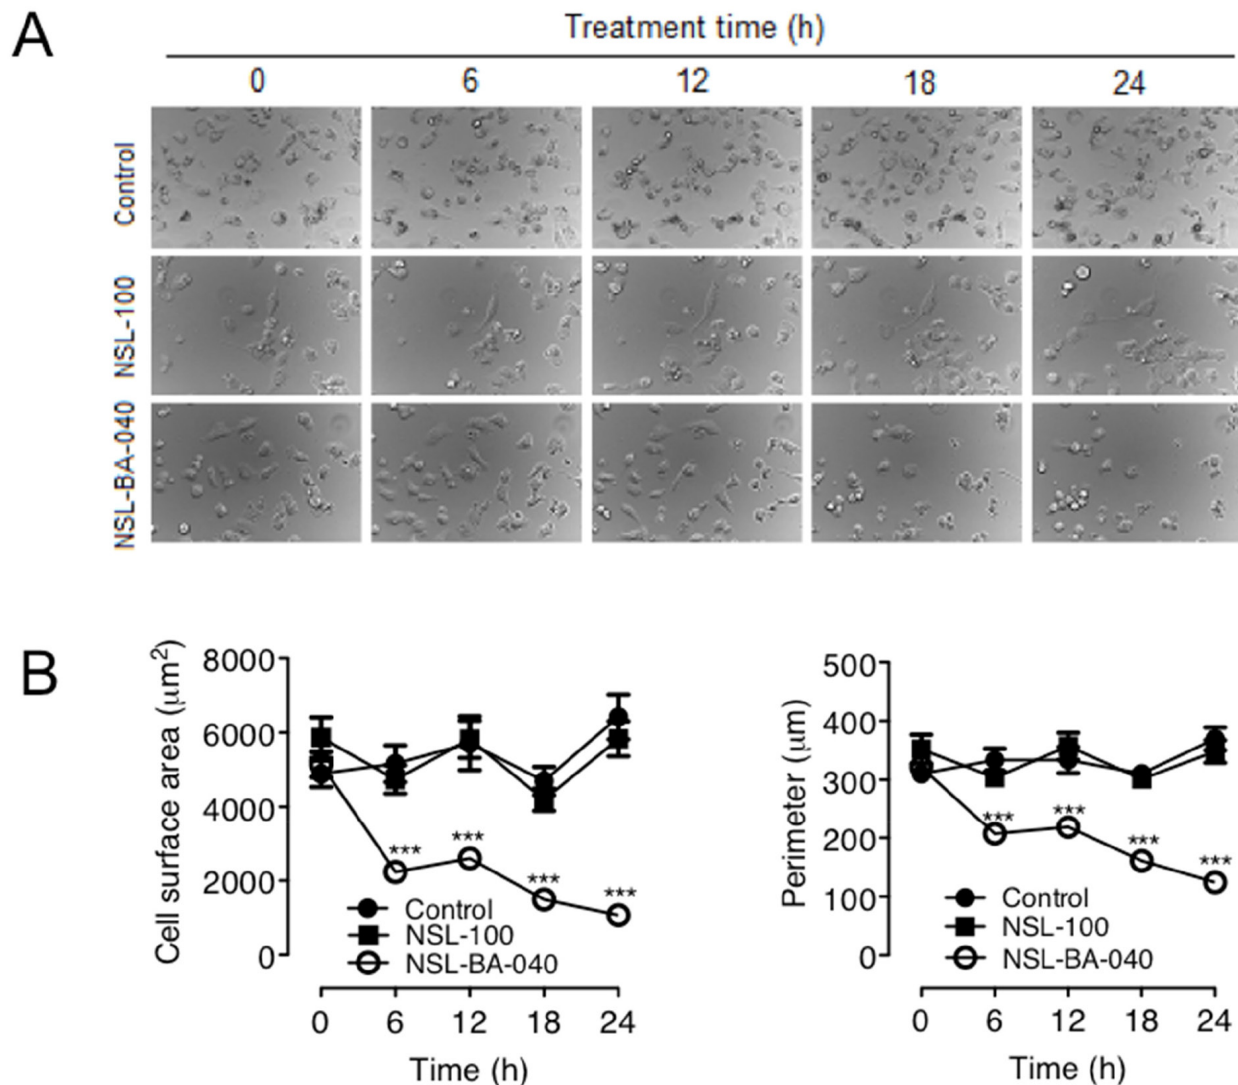 A
Treatment time (h)
0 6 12 18 24
Control
NSL-100
NSL-BA-040
B
Cell surface area (μm²)
8000
6000
4000
2000
0
*** *** *** ***
Control
NSL-100
NSL-BA-040
0 6 12 18 24
Time (h)
Perimeter (μm)
500
400
300
200
100
0
*** *** *** ***
Control
NSL-100
NSL-BA-040
0 6 12 18 24
Time (h)